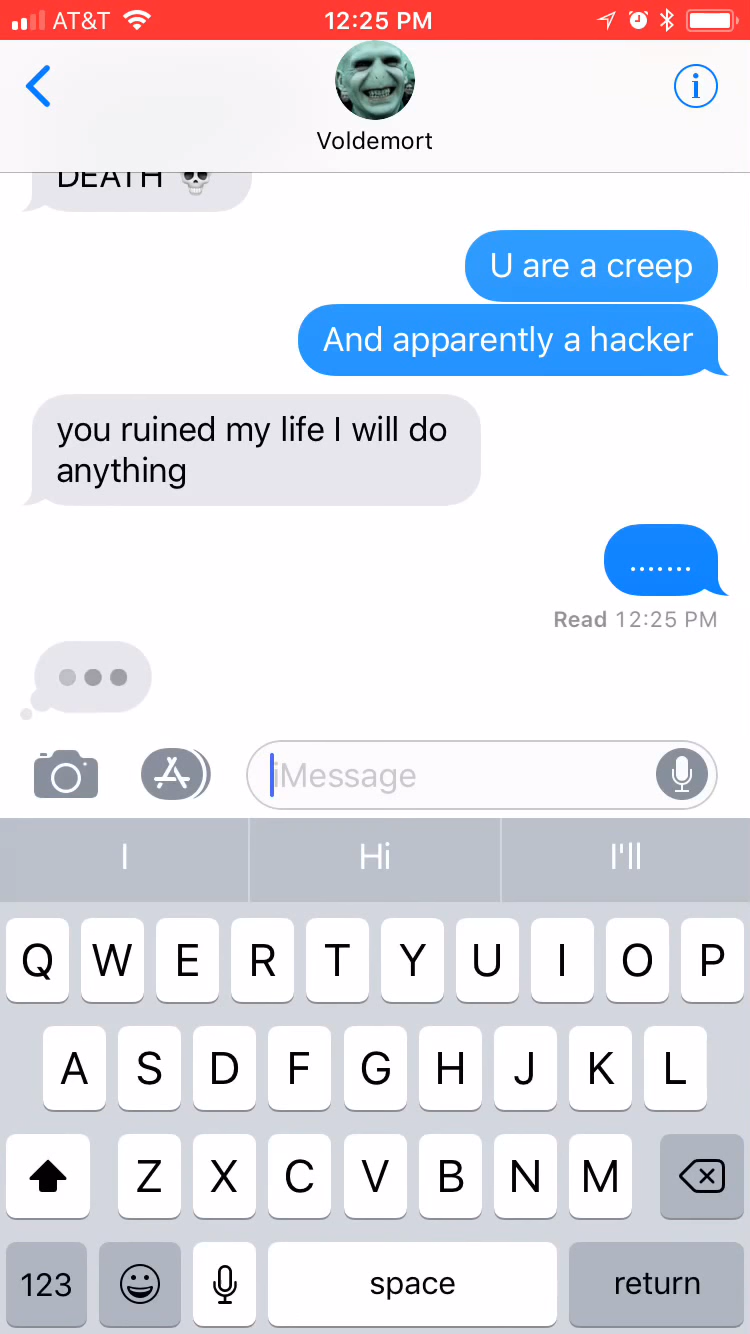 AT&T 12:25 PM
Voldemort
DEATH 💀
U are a creep
And apparently a hacker
you ruined my life I will do
anything
.......
Read 12:25 PM
iMessage
I Hi I'll
Q W E R T Y U I O P
A S D F G H J K L
Z X C V B N M
123 space return